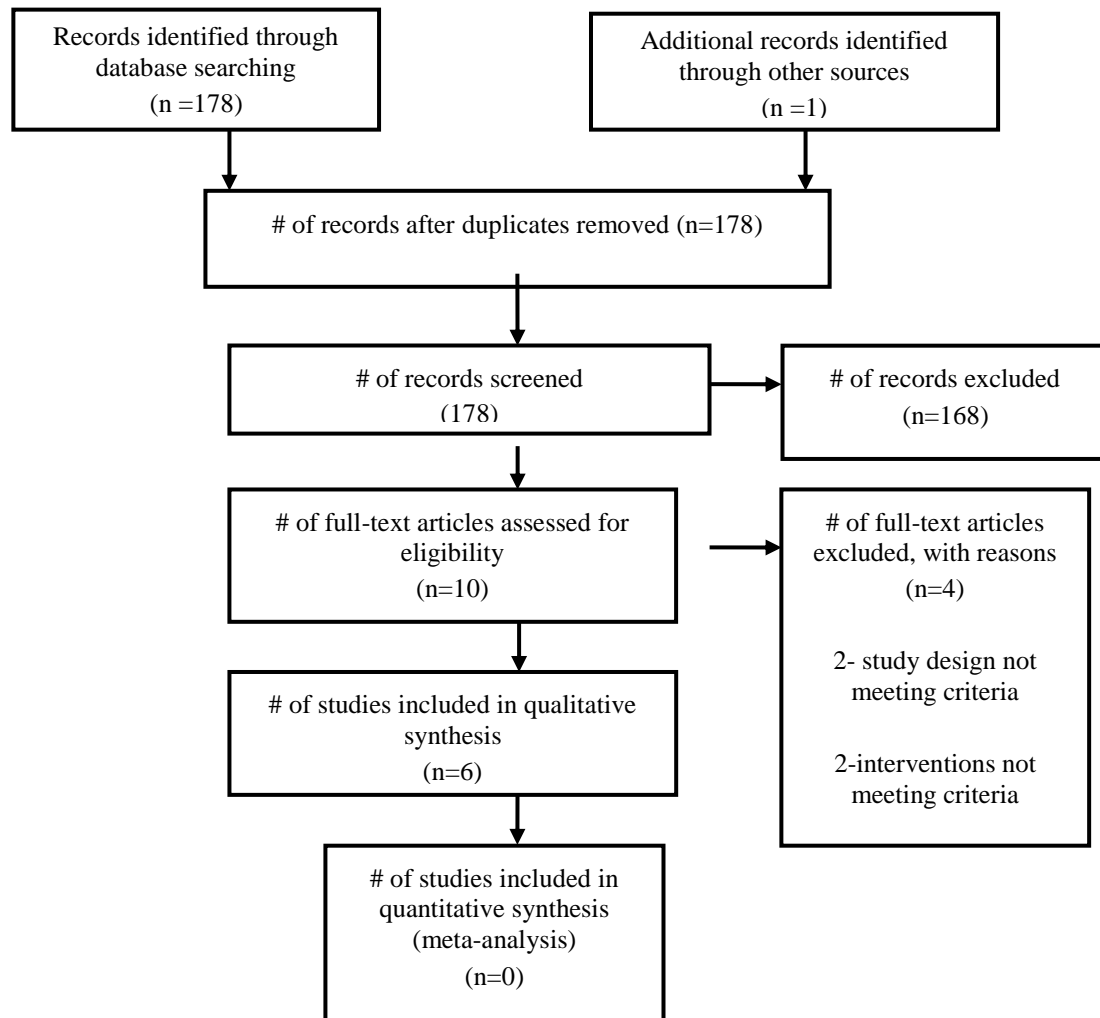 Records identified through
database searching
(n =178)
Additional records identified
through other sources
(n =1)
# of records after duplicates removed (n=178)
# of records screened
(178)
# of records excluded
(n=168)
# of full-text articles assessed for
eligibility
(n=10)
# of full-text articles
excluded, with reasons
(n=4)
2- study design not
meeting criteria
2-interventions not
meeting criteria
# of studies included in qualitative
synthesis
(n=6)
# of studies included in
quantitative synthesis
(meta-analysis)
(n=0)